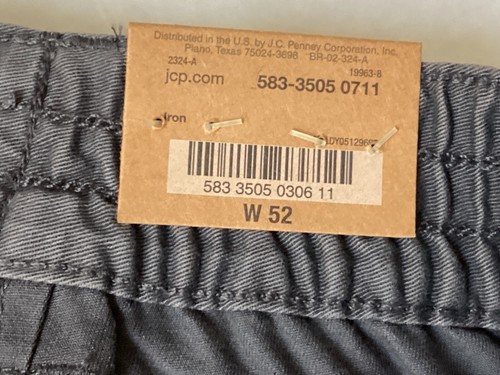 Distributed in the U.S. by J.C. Penney Corporation, Inc.
Plano, Texas 75024-3698 BR-02-324-A
2324-A 19963-8
jcp.com 583-3505 0711
Iron
583 3505 0306 11
W 52